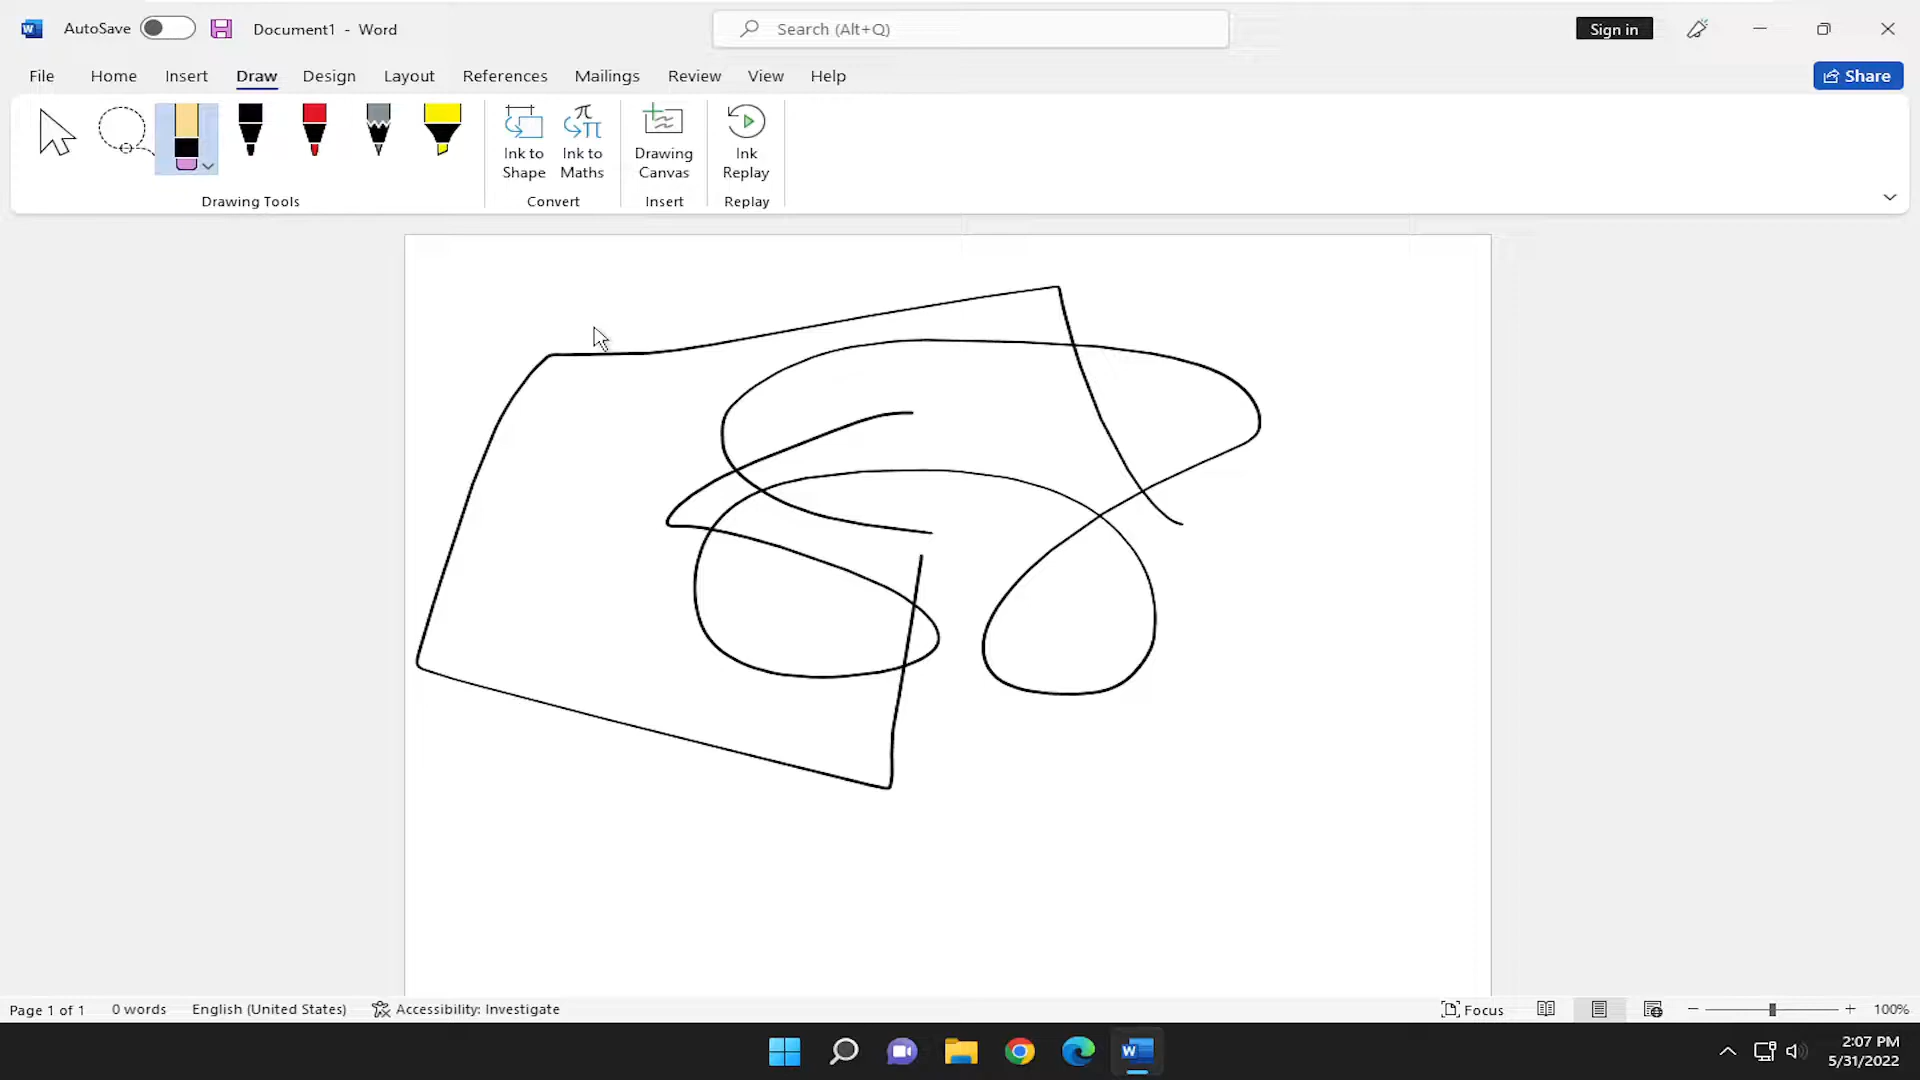 AutoSave Document1 - Word Search (Alt+Q) Sign in
File Home Insert Draw Design Layout References Mailings Review View Help Share
Ink to Shape
Ink to Maths
Drawing Canvas
Ink Replay
Drawing Tools Convert Insert Replay
Page 1 of 1 0 words English (United States) Accessibility: Investigate Focus 100%
2:07 PM
5/31/2022